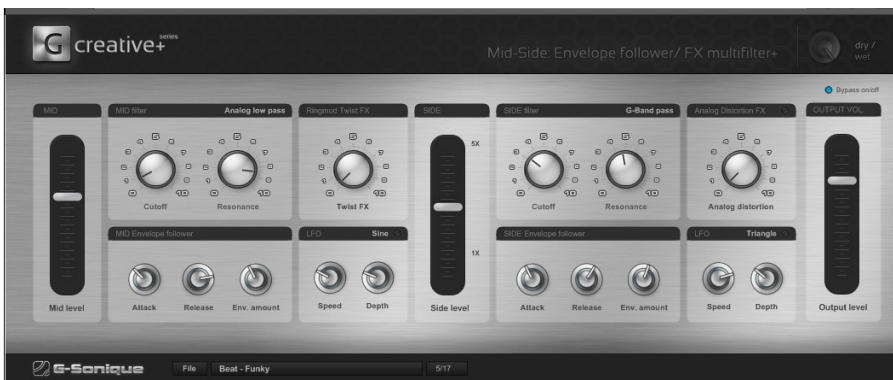 G creative+ series
Mid-Side: Envelope follower/ FX multifilter+
dry / wet
Bypass on/off
MID
MID filter Analog low pass
Ringmod Twist FX
SIDE
SIDE filter G-Band pass
Analog Distortion FX
OUTPUT VOL.
5X
Cutoff Resonance
Twist FX
Cutoff Resonance
Analog distortion
MID Envelope follower
LFO Sine
1X
SIDE Envelope follower
LFO Triangle
Mid level
Attack Release Env. amount
Speed Depth
Side level
Attack Release Env. amount
Speed Depth
Output level
G-Sonique
File Beat - Funky 5/17